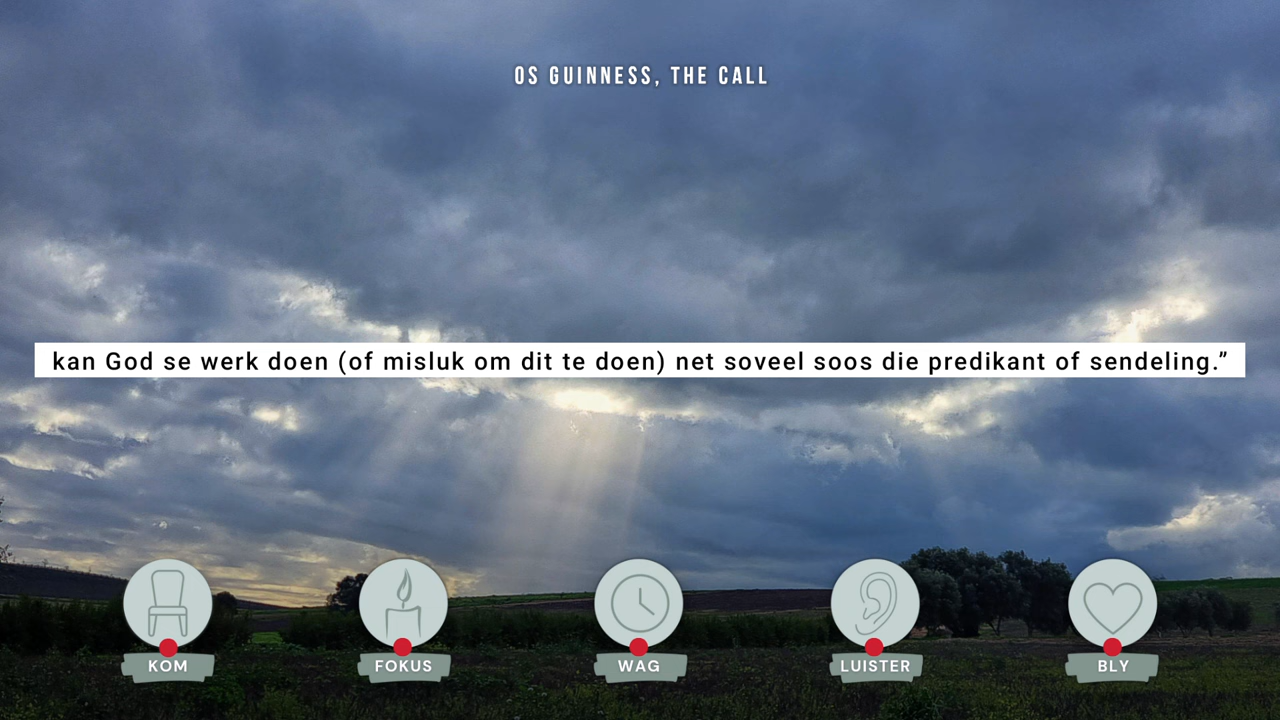 OS GUINNESS, THE CALL
kan God se werk doen (of misluk om dit te doen) net soveel soos die predikant of sendeling.”
KOM
FOKUS
WAG
LUISTER
BLY